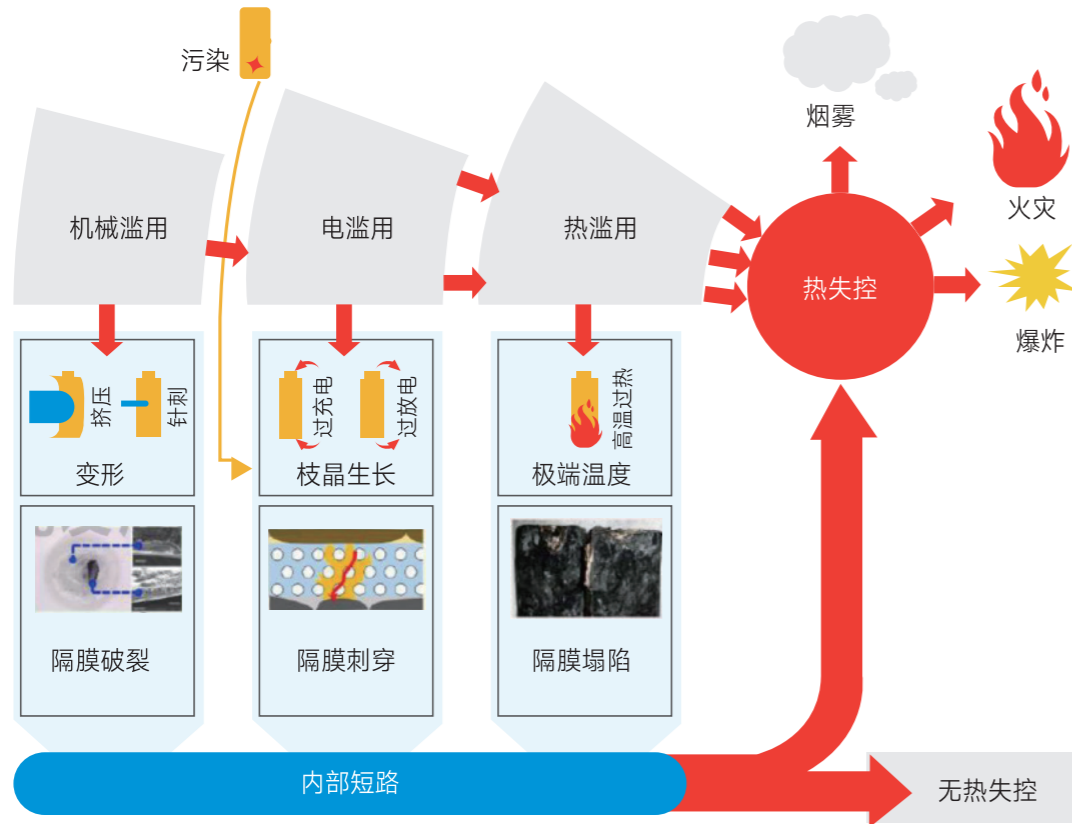 污染
烟雾
火灾
机械滥用
电滥用
热滥用
热失控
爆炸
挤压
针刺
变形
过充电
过放电
枝晶生长
高温过热
极端温度
隔膜破裂
隔膜刺穿
隔膜塌陷
内部短路
无热失控